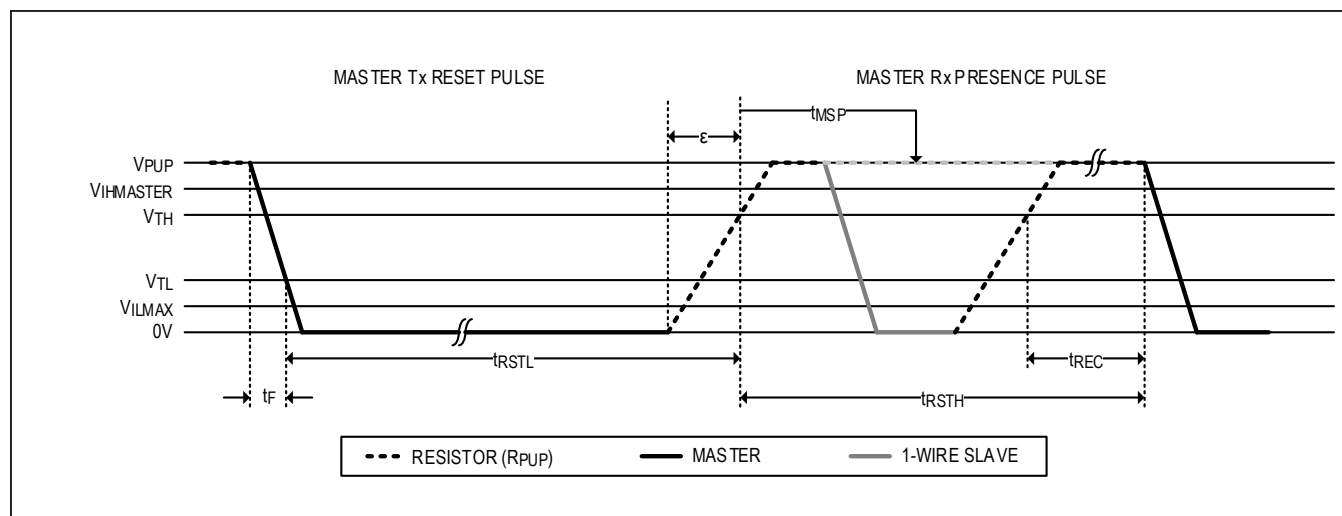 MASTER Tx RESET PULSE
MASTER Rx PRESENCE PULSE
tMSP
ε
VPUP
VIHMASTER
VTH
VTL
VILMAX
0V
tRSTL
tREC
tF
tRSTH
RESISTOR (RPUP)
MASTER
1-WIRE SLAVE